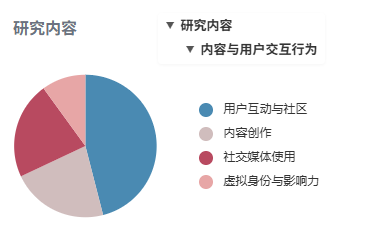 研究内容
▼ 研究内容
▼ 内容与用户交互行为
用户互动与社区
内容创作
社交媒体使用
虚拟身份与影响力